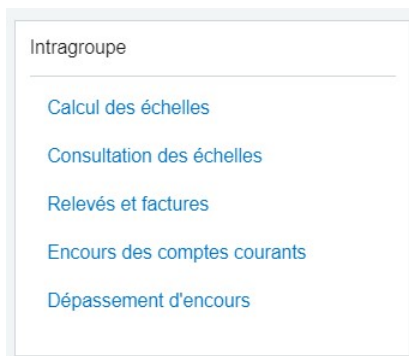 Intragroupe
Calcul des échelles
Consultation des échelles
Relevés et factures
Encours des comptes courants
Dépassement d'encours